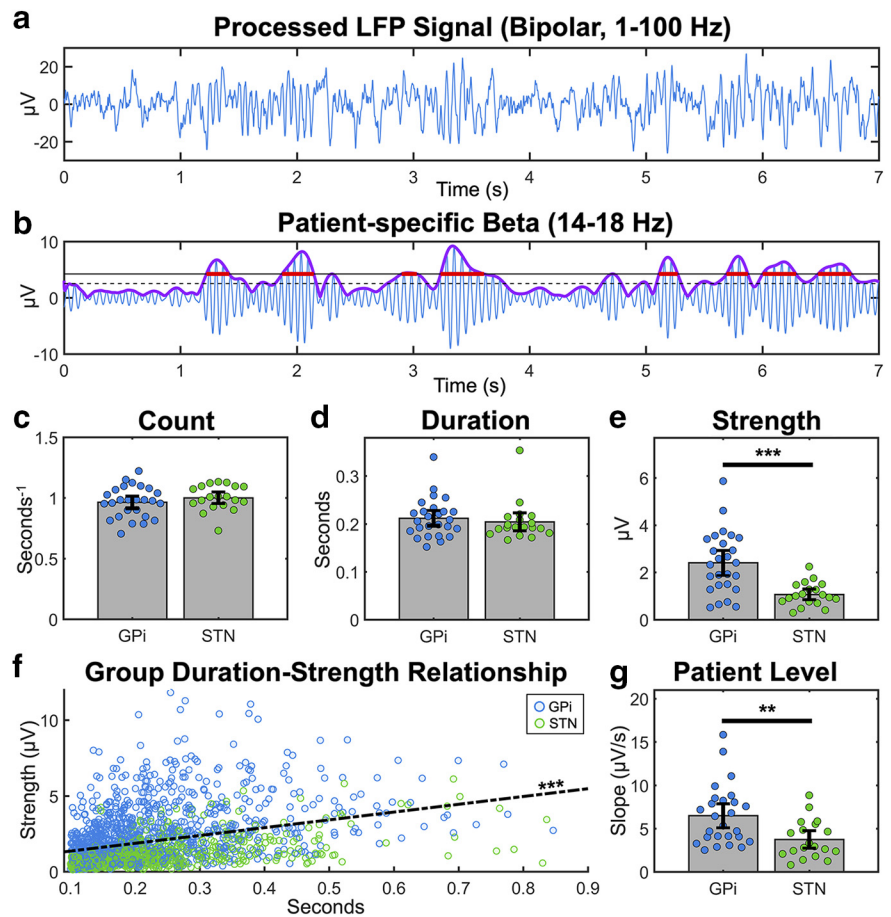 a
Processed LFP Signal (Bipolar, 1-100 Hz)
µV
20
0
-20
0 1 2 3 4 5 6 7
Time (s)
b
Patient-specific Beta (14-18 Hz)
µV
10
0
-10
0 1 2 3 4 5 6 7
Time (s)
c
Count
Seconds⁻¹
1.5
1
0.5
0
GPi STN
d
Duration
Seconds
0.3
0.2
0.1
0
GPi STN
e
Strength
µV
6
4
2
0
***
GPi STN
f
Group Duration-Strength Relationship
Strength (µV)
10
5
0
GPi
STN
***
0.1 0.2 0.3 0.4 0.5 0.6 0.7 0.8 0.9
Seconds
g
Patient Level
Slope (µV/s)
20
15
10
5
0
**
GPi STN